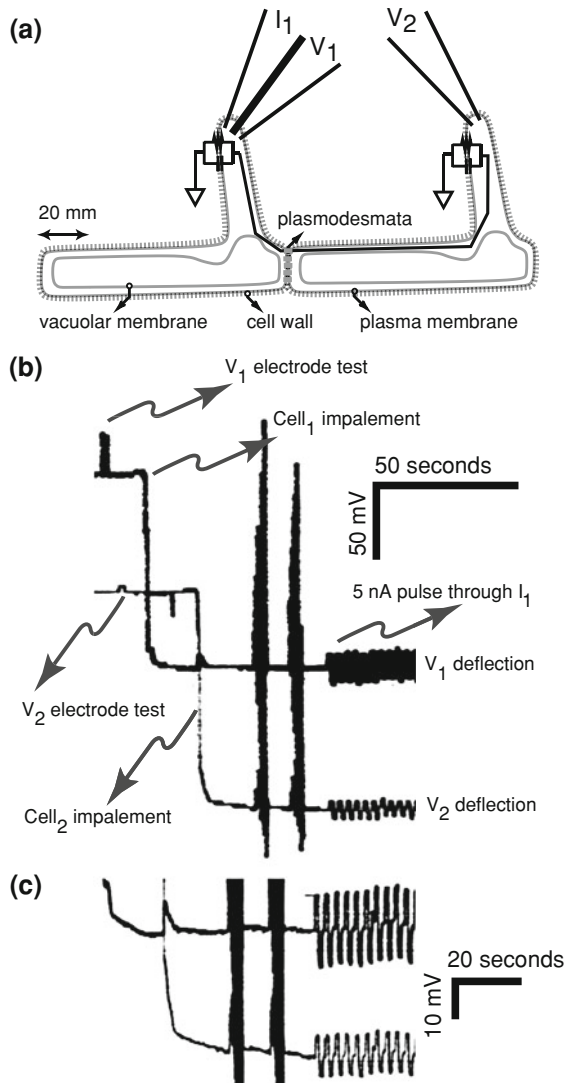 (a)
I1
V1
V2
20 mm
plasmodesmata
vacuolar membrane
cell wall
plasma membrane
(b)
V1 electrode test
Cell1 impalement
50 seconds
50 mV
5 nA pulse through I1
V1 deflection
V2 electrode test
V2 deflection
Cell2 impalement
(c)
20 seconds
10 mV